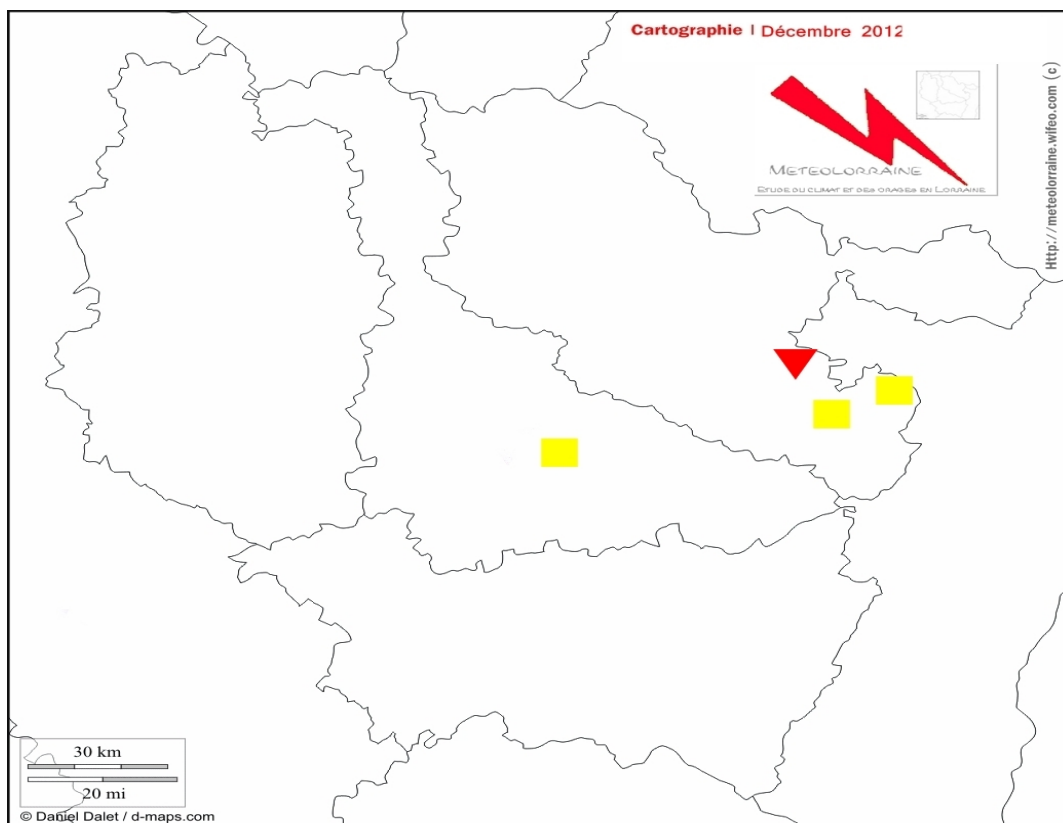 Cartographie | Décembre 2012
METEOLORRAINE
ETUDE DU CLIMAT ET DES ORAGES EN LORRAINE
Http://meteolorraine.wifeo.com (c)
30 km
20 mi
© Daniel Dalet / d-maps.com